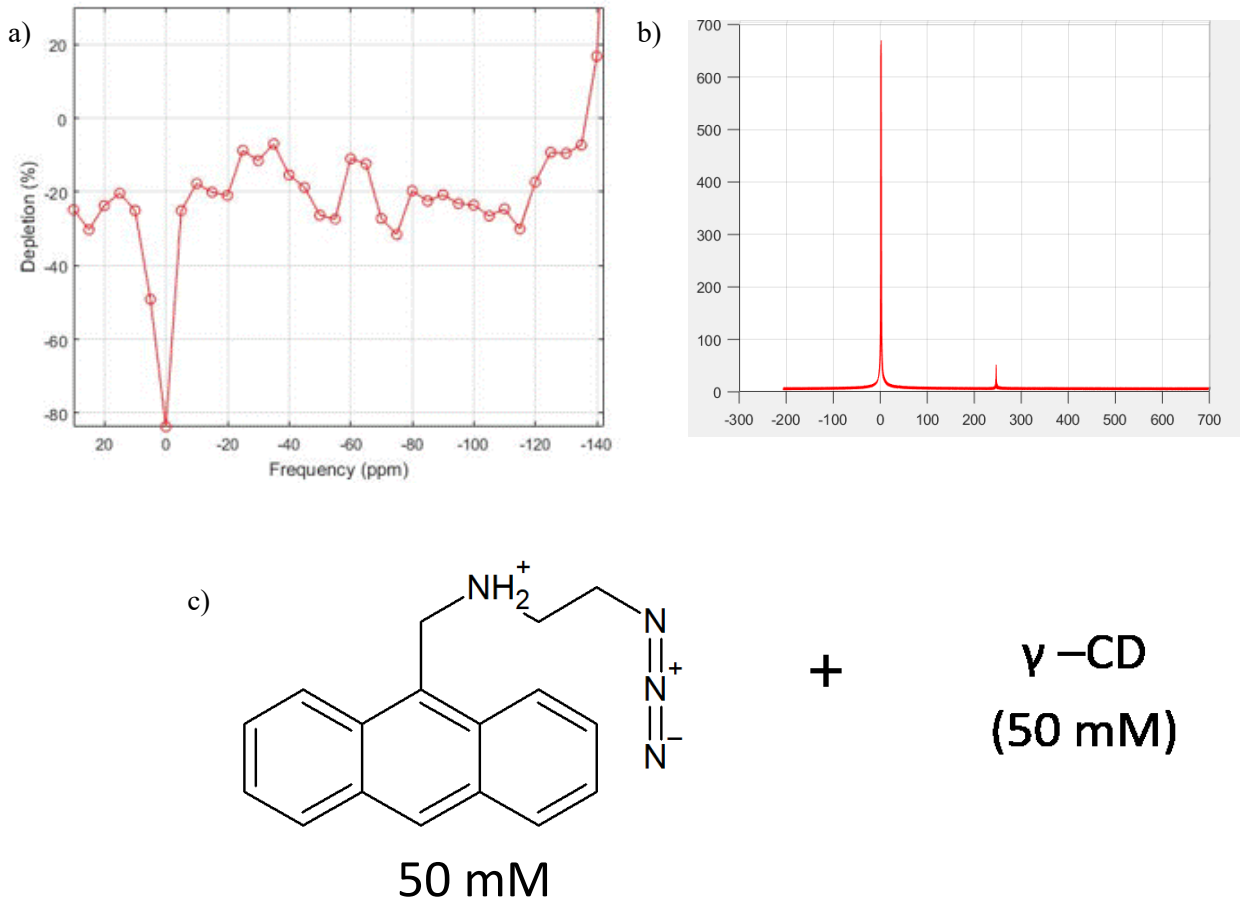 a)
20
0
-20
-40
-60
-80
Depletion (%)
20 0 -20 -40 -60 -80 -100 -120 -140
Frequency (ppm)
b)
700
600
500
400
300
200
100
0
-300 -200 -100 0 100 200 300 400 500 600 700
c)
NH2+
N
N+
N−
50 mM
+
γ –CD
(50 mM)